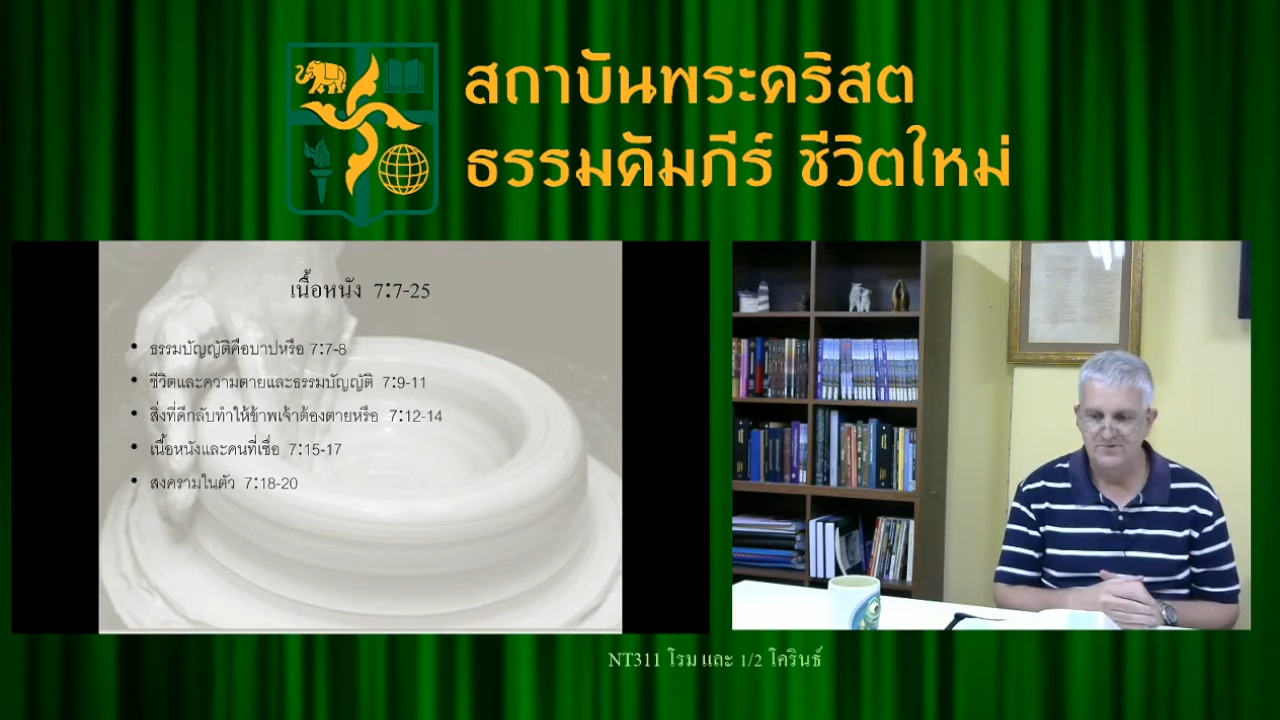 สถาบันพระคริสต
ธรรมคัมภีร์ ชีวิตใหม่
เนื้อหนัง 7:7-25
• ธรรมบัญญัติคือบาปหรือ 7:7-8
• ชีวิตและความตายและธรรมบัญญัติ 7:9-11
• สิ่งที่ดีกลับทำให้ข้าพเจ้าต้องตายหรือ 7:12-14
• เนื้อหนังและคนที่เชื่อ 7:15-17
• สงครามในตัว 7:18-20
NT311 โรม และ 1/2 โครินธ์